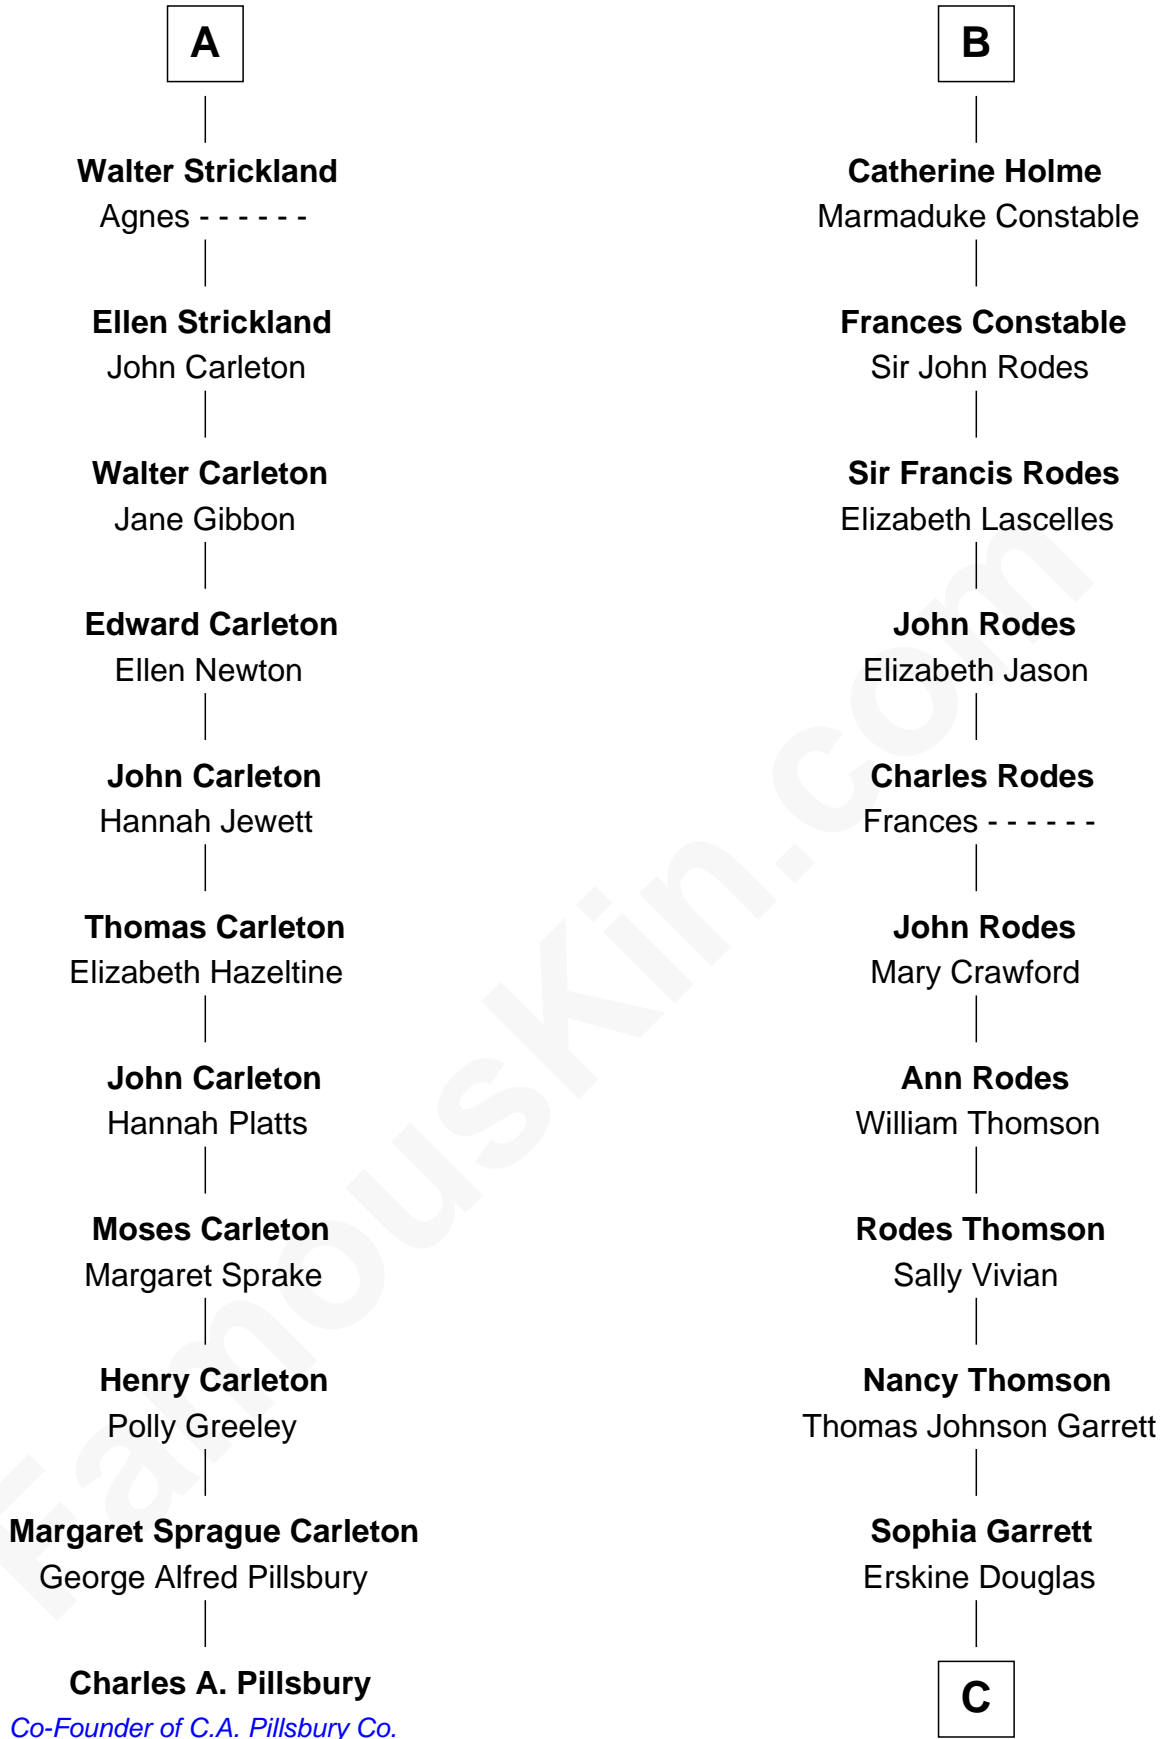 A
Walter Strickland
Agnes - - - - - -
Ellen Strickland
John Carleton
Walter Carleton
Jane Gibbon
Edward Carleton
Ellen Newton
John Carleton
Hannah Jewett
Thomas Carleton
Elizabeth Hazeltine
John Carleton
Hannah Platts
Moses Carleton
Margaret Sprake
Henry Carleton
Polly Greeley
Margaret Sprague Carleton
George Alfred Pillsbury
Charles A. Pillsbury
Co-Founder of C.A. Pillsbury Co.
B
Catherine Holme
Marmaduke Constable
Frances Constable
Sir John Rodes
Sir Francis Rodes
Elizabeth Lascelles
John Rodes
Elizabeth Jason
Charles Rodes
Frances - - - - - -
John Rodes
Mary Crawford
Ann Rodes
William Thomson
Rodes Thomson
Sally Vivian
Nancy Thomson
Thomas Johnson Garrett
Sophia Garrett
Erskine Douglas
C
FamousKin.com